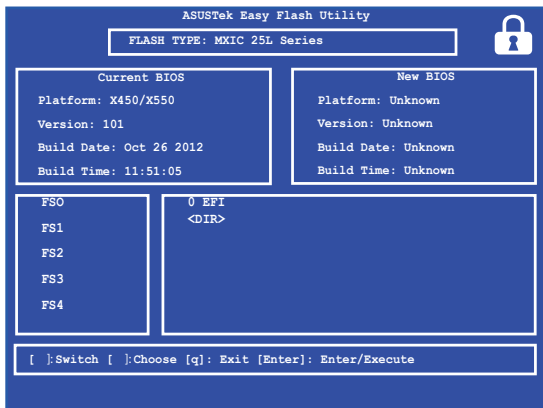 ASUSTek Easy Flash Utility
FLASH TYPE: MXIC 25L Series
Current BIOS
Platform: X450/X550
Version: 101
Build Date: Oct 26 2012
Build Time: 11:51:05
New BIOS
Platform: Unknown
Version: Unknown
Build Date: Unknown
Build Time: Unknown
FSO
FS1
FS2
FS3
FS4
0 EFI
<DIR>
[ ]:Switch [ ]:Choose [q]: Exit [Enter]: Enter/Execute